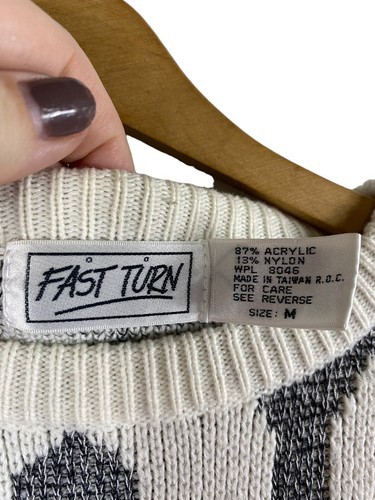 FAST TURN
87% ACRYLIC
13% NYLON
WPL 8046
MADE IN TAIWAN R.O.C.
FOR CARE
SEE REVERSE
SIZE: M